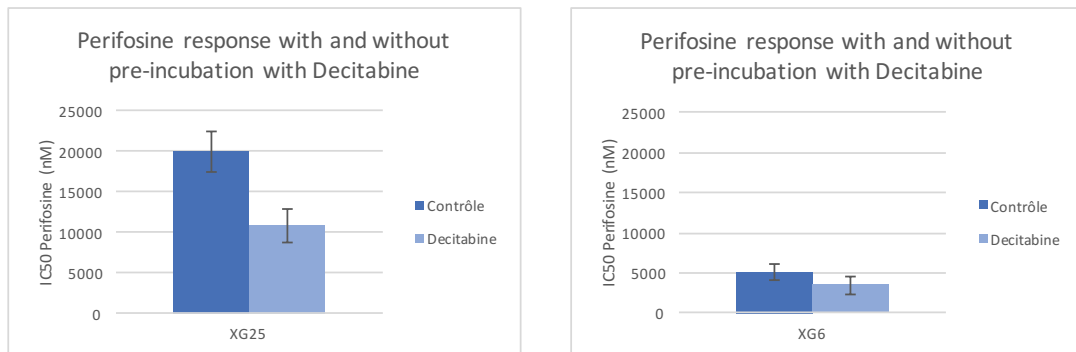 Perifosine response with and without
pre-incubation with Decitabine
25000
20000
15000
10000
5000
0
IC50 Perifosine (nM)
XG25
Contrôle
Decitabine
Perifosine response with and without
pre-incubation with Decitabine
25000
20000
15000
10000
5000
0
IC50 Perifosine (nM)
XG6
Contrôle
Decitabine